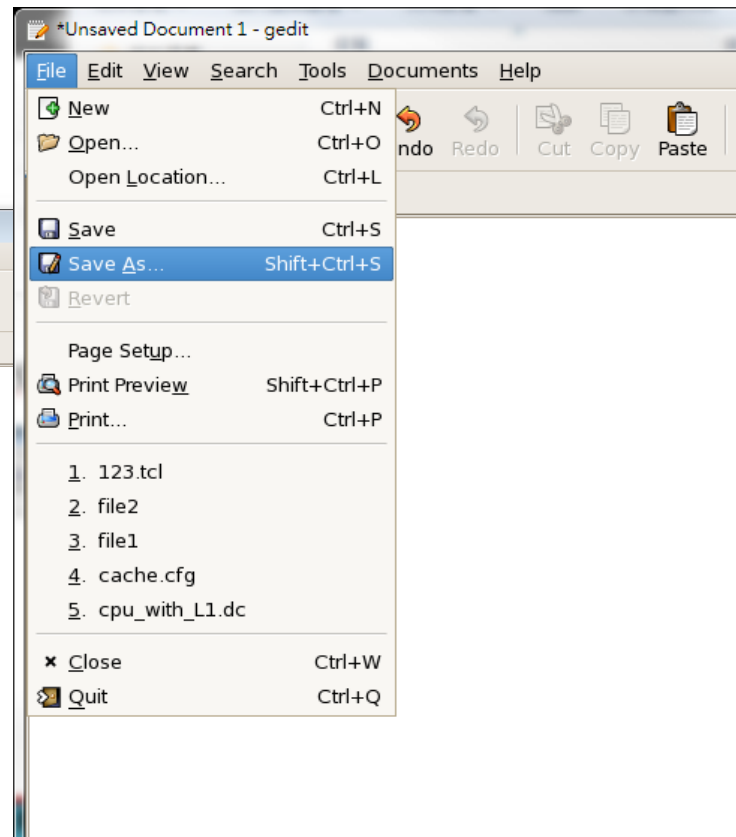 *Unsaved Document 1 - gedit
File Edit View Search Tools Documents Help
New Ctrl+N
Open... Ctrl+O
Open Location... Ctrl+L
Save Ctrl+S
Save As... Shift+Ctrl+S
Revert
Page Setup...
Print Preview Shift+Ctrl+P
Print... Ctrl+P
1. 123.tcl
2. file2
3. file1
4. cache.cfg
5. cpu_with_L1.dc
Close Ctrl+W
Quit Ctrl+Q
ndo Redo Cut Copy Paste